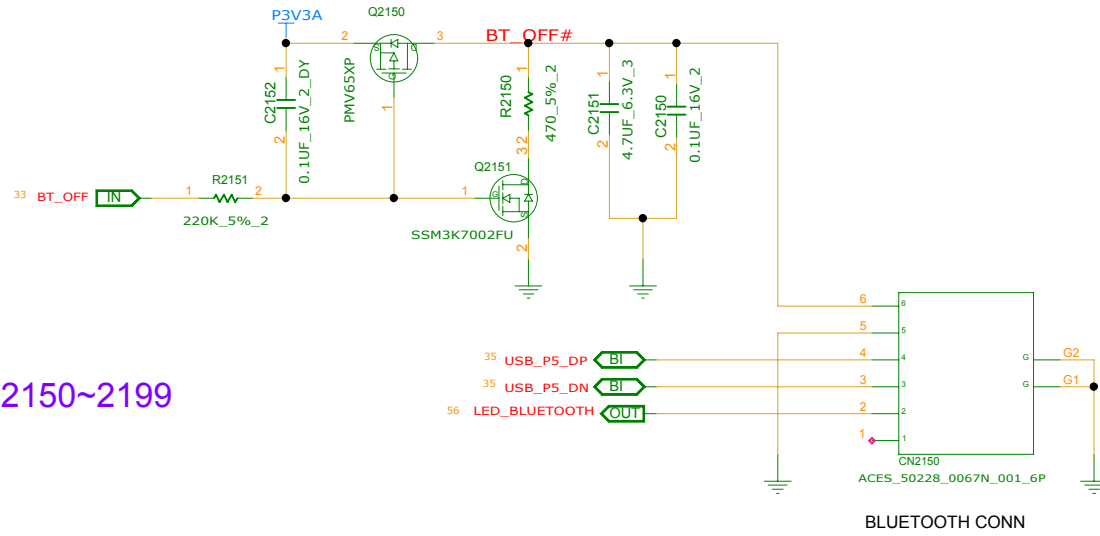 P3V3A
Q2150
2
S
D
3
BT_OFF#
G
1
PMV65XP
1
C2152
0.1UF_16V_2_DY
2
1
R2150
470_5%_2
2
1
C2151
4.7UF_6.3V_3
2
1
C2150
0.1UF_16V_2
2
33 BT_OFF IN
1
R2151
2
220K_5%_2
Q2151
3
1
G
D
S
2
SSM3K7002FU
2150~2199
6 6
5 5
35 USB_P5_DP BI 4 4 G G2
35 USB_P5_DN BI 3 3 G G1
56 LED_BLUETOOTH OUT 2 2
1 1
CN2150
ACES_50228_0067N_001_6P
BLUETOOTH CONN